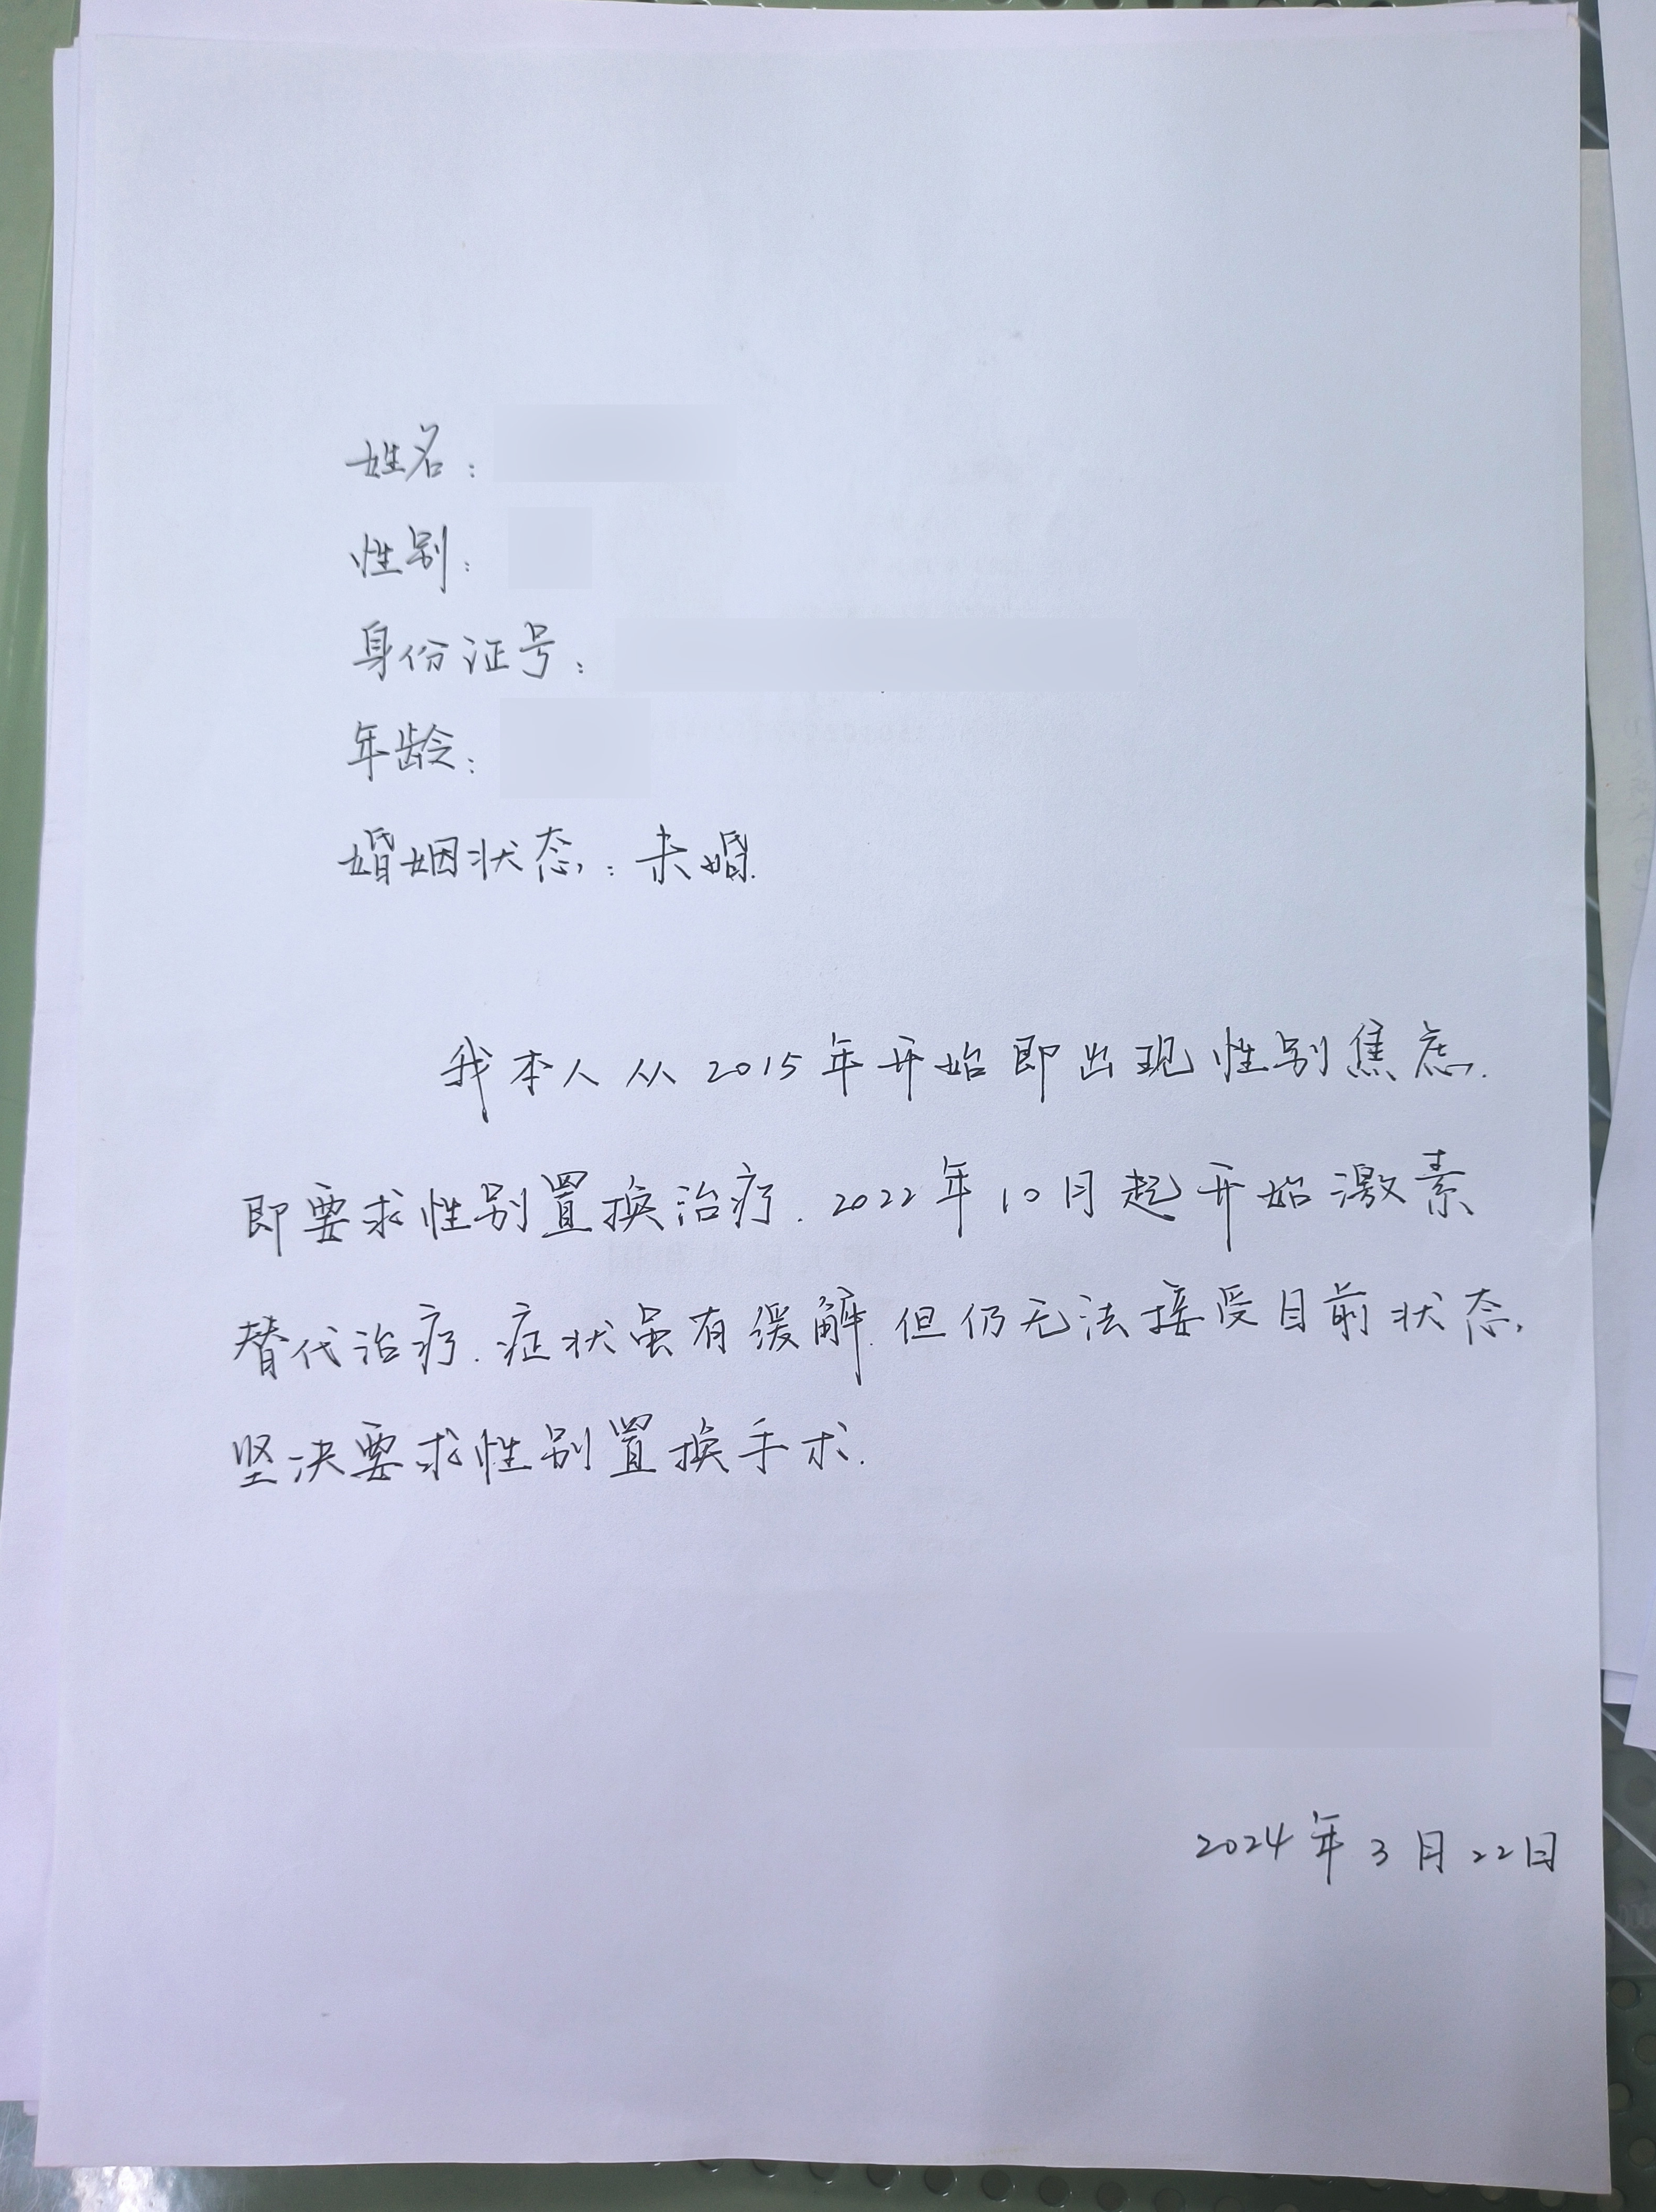 姓名：
性别：
身份证号：
年龄：
婚姻状态：未婚.
我本人从2015年开始即出现性别焦虑.
即要求性别置换治疗.2022年10月起开始激素
替代治疗.症状虽有缓解.但仍无法接受目前状态,
坚决要求性别置换手术.
2024年3月22日